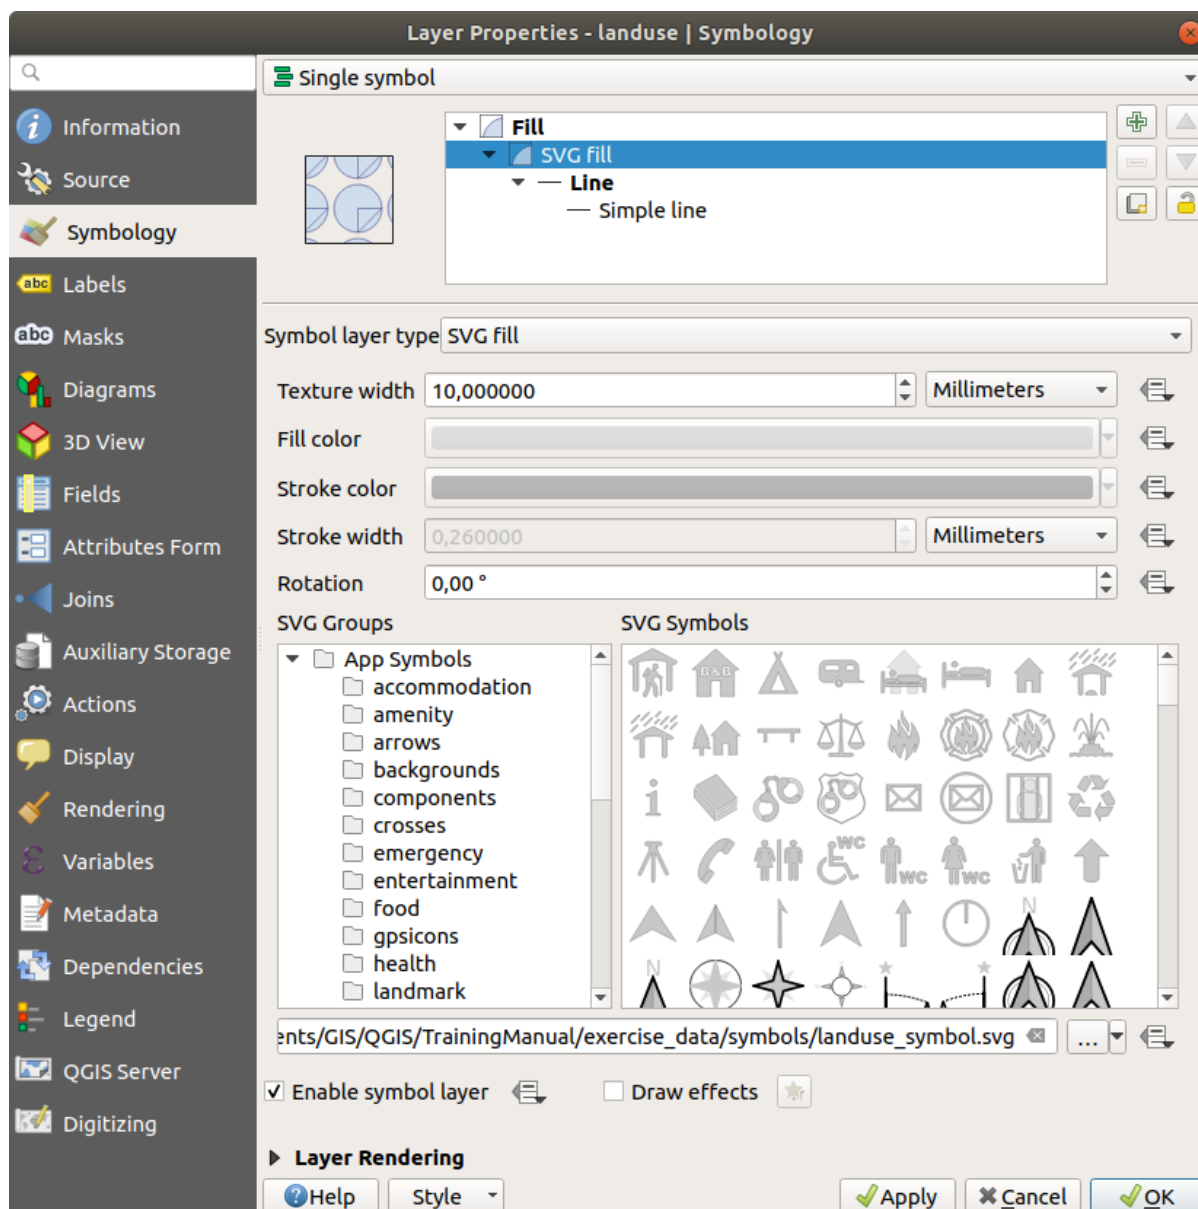 Layer Properties - landuse | Symbology
Single symbol
Information
Source
Symbology
Labels
Masks
Diagrams
3D View
Fields
Attributes Form
Joins
Auxiliary Storage
Actions
Display
Rendering
Variables
Metadata
Dependencies
Legend
QGIS Server
Digitizing
abc
abc
Fill
SVG fill
Line
Simple line
Symbol layer type SVG fill
Texture width 10,000000 Millimeters
Fill color
Stroke color
Stroke width 0,260000 Millimeters
Rotation 0,00 °
SVG Groups
App Symbols
accommodation
amenity
arrows
backgrounds
components
crosses
emergency
entertainment
food
gpsicons
health
landmark
SVG Symbols
B&B
WC
WC
WC
N
N
ents/GIS/QGIS/TrainingManual/exercise_data/symbols/landuse_symbol.svg ...
Enable symbol layer Draw effects
Layer Rendering
Help Style Apply Cancel OK